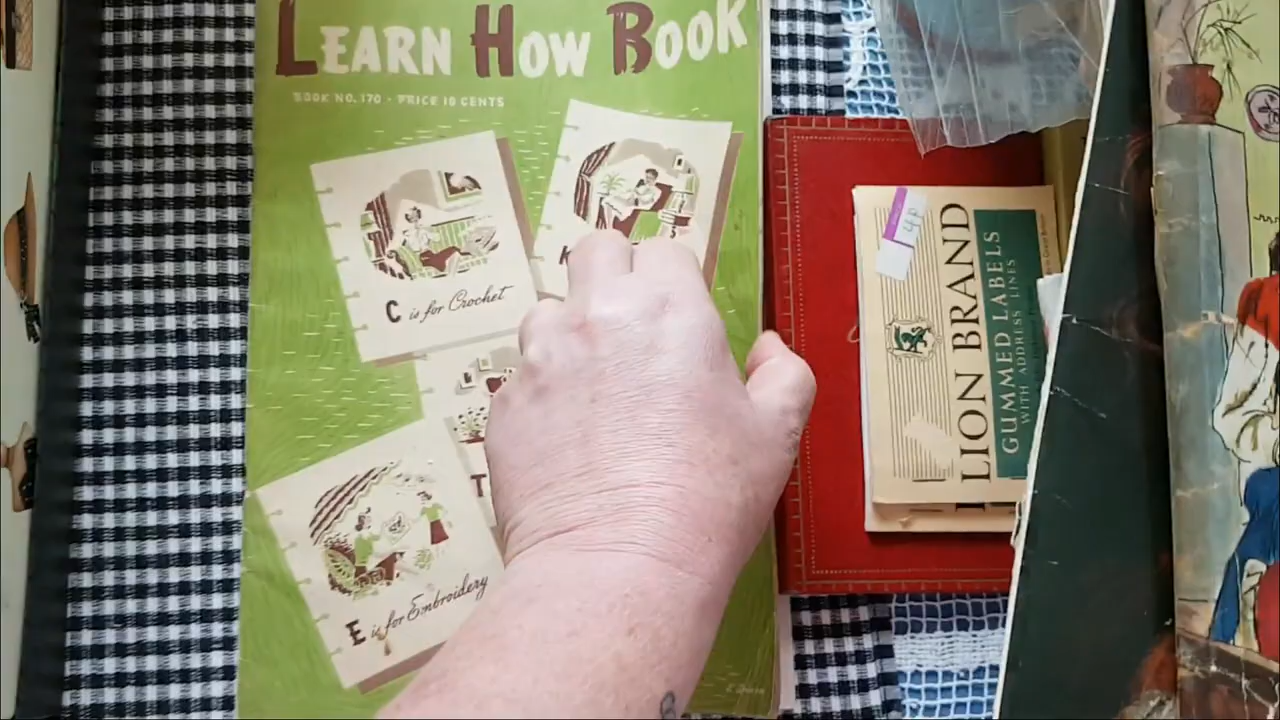 LEARN HOW BOOK
BOOK NO. 170 - PRICE 10 CENTS
C is for Crochet
K
T
E is for Embroidery
4p
LION BRAND
GUMMED LABELS
WITH ADDRESS LINES